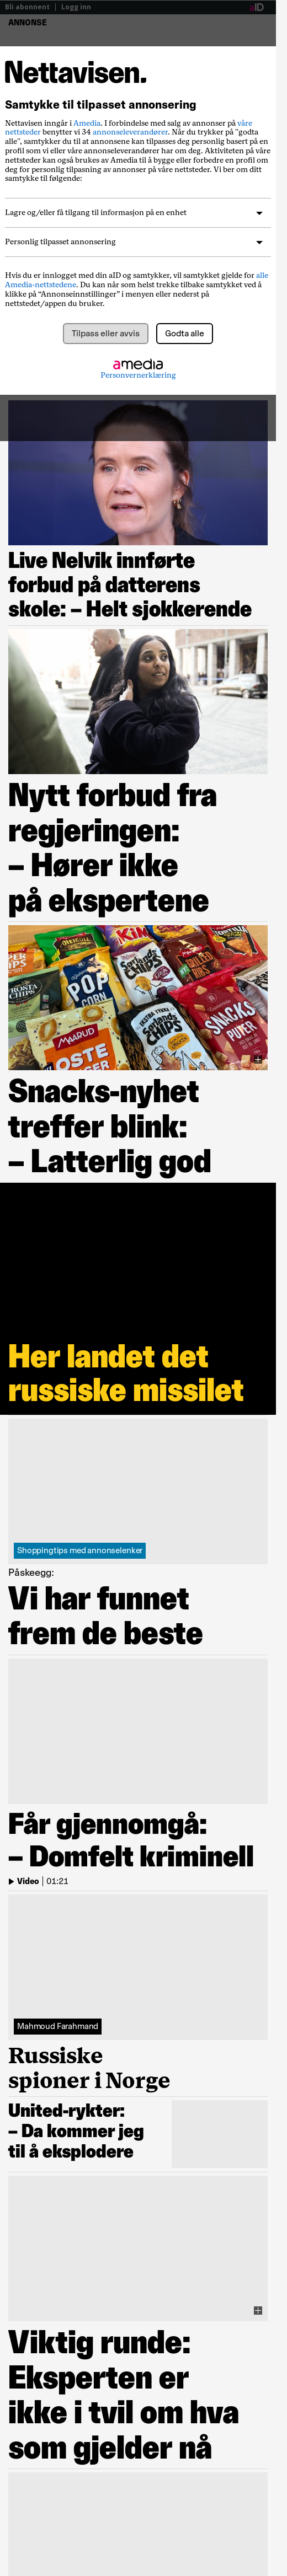 Bli abonnent | Logg inn
aID
ANNONSE
Nettavisen.
Samtykke til tilpasset annonsering
Nettavisen inngår i Amedia. I forbindelse med salg av annonser på våre
nettsteder benytter vi 34 annonseleverandører. Når du trykker på "godta
alle", samtykker du til at annonsene kan tilpasses deg personlig basert på en
profil som vi eller våre annonseleverandører har om deg. Aktiviteten på våre
nettsteder kan også brukes av Amedia til å bygge eller forbedre en profil om
deg for personlig tilpasning av annonser på våre nettsteder. Vi ber om ditt
samtykke til følgende:
Lagre og/eller få tilgang til informasjon på en enhet
Personlig tilpasset annonsering
Hvis du er innlogget med din aID og samtykker, vil samtykket gjelde for alle
Amedia-nettstedene. Du kan når som helst trekke tilbake samtykket ved å
klikke på “Annonseinnstillinger” i menyen eller nederst på
nettstedet/appen du bruker.
Tilpass eller avvis
Godta alle
amedia
Personvernerklæring
Live Nelvik innførte
forbud på datterens
skole: – Helt sjokkerende
Nytt forbud fra
regjeringen:
– Hører ikke
på ekspertene
POP
CORN
Sørlands
CHIPS
Sørlands
CHIPS
SNACKS
MAARUD
OSTE
CHIPS
Snacks-nyhet
treffer blink:
– Latterlig god
Her landet det
russiske missilet
Shoppingtips med annonselenker
Påskeegg:
Vi har funnet
frem de beste
Får gjennomgå:
– Domfelt kriminell
Video | 01:21
Mahmoud Farahmand
Russiske
spioner i Norge
United-rykter:
– Da kommer jeg
til å eksplodere
Viktig runde:
Eksperten er
ikke i tvil om hva
som gjelder nå